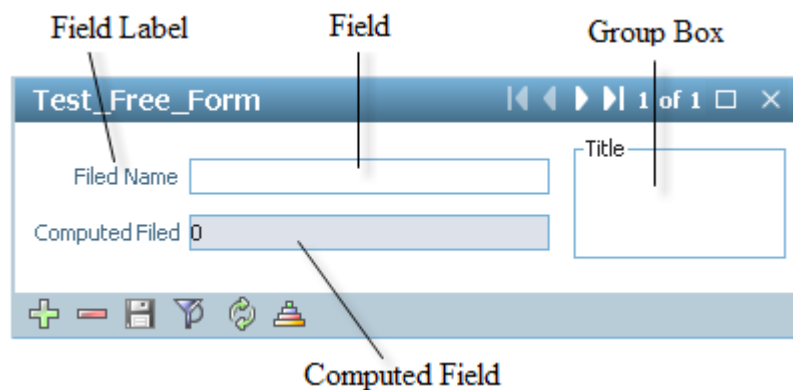 Field Label Field Group Box
Test_Free_Form 1 of 1
Title
Filed Name
Computed Filed 0
Computed Field